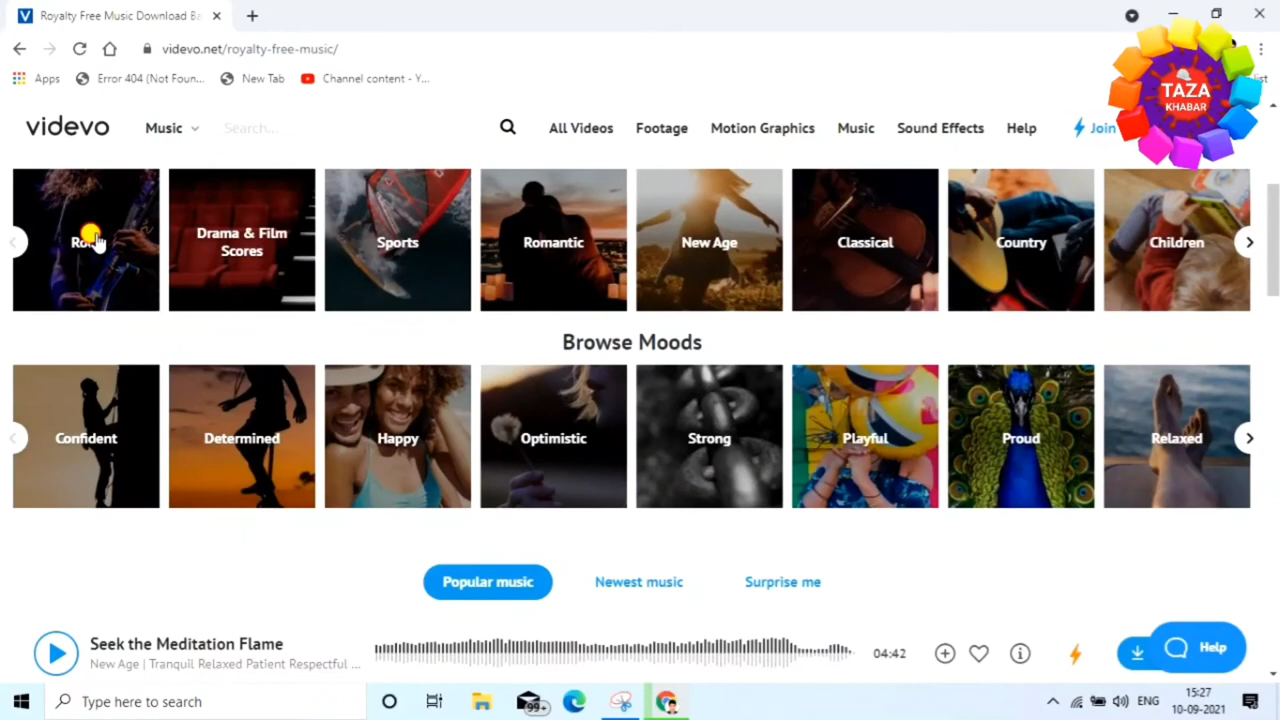 Royalty Free Music Download Ba
videvo.net/royalty-free-music/
Apps
Error 404 (Not Foun...
New Tab
Channel content - Y...
list
TAZA
KHABAR
videvo
Music
Search...
All Videos
Footage
Motion Graphics
Music
Sound Effects
Help
Join
Drama & Film
Scores
Sports
Romantic
New Age
Classical
Country
Children
Browse Moods
Confident
Determined
Happy
Optimistic
Strong
Playful
Proud
Relaxed
Popular music
Newest music
Surprise me
Seek the Meditation Flame
New Age | Tranquil Relaxed Patient Respectful ...
04:42
Help
Type here to search
99+
ENG
15:27
10-09-2021